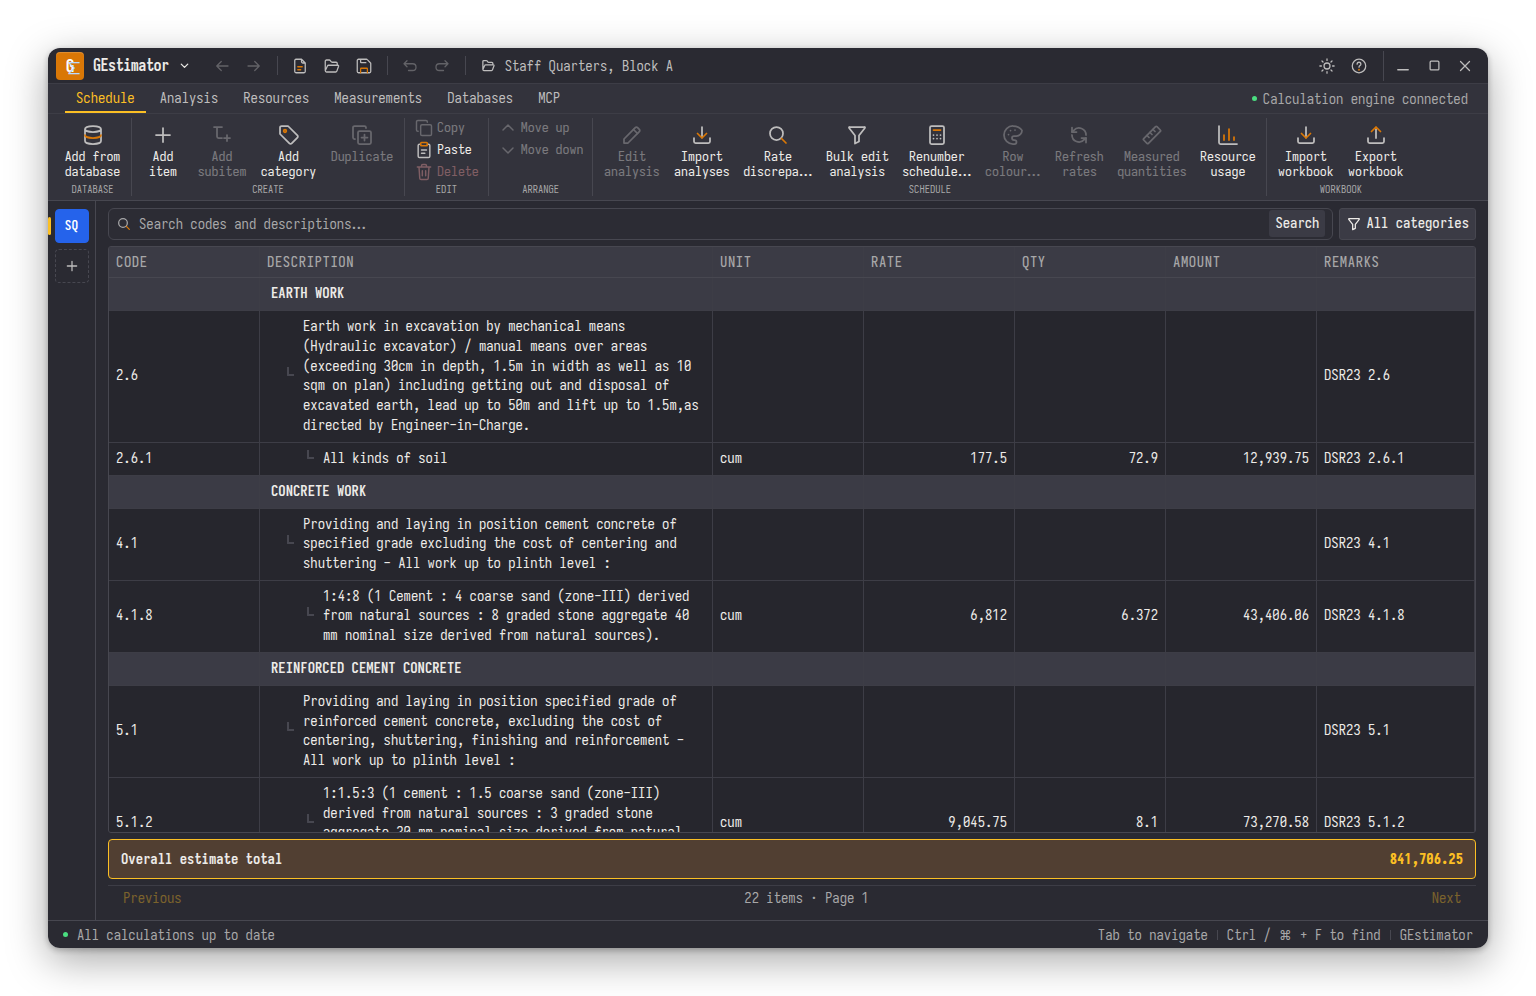 GEstimator
Staff Quarters, Block A
Schedule Analysis Resources Measurements Databases MCP
Calculation engine connected
Add from database
DATABASE
Add item
Add subitem
Add category
Duplicate
CREATE
Copy
Paste
Delete
EDIT
Move up
Move down
ARRANGE
Edit analysis
Import analyses
Rate discrepa...
Bulk edit analysis
Renumber schedule...
Row colour...
Refresh rates
Measured quantities
Resource usage
SCHEDULE
Import workbook
Export workbook
WORKBOOK
SQ
Search codes and descriptions...
Search
All categories
CODE DESCRIPTION UNIT RATE QTY AMOUNT REMARKS
EARTH WORK
2.6
Earth work in excavation by mechanical means
(Hydraulic excavator) / manual means over areas
(exceeding 30cm in depth, 1.5m in width as well as 10
sqm on plan) including getting out and disposal of
excavated earth, lead up to 50m and lift up to 1.5m,as
directed by Engineer-in-Charge.
DSR23 2.6
2.6.1 All kinds of soil cum 177.5 72.9 12,939.75 DSR23 2.6.1
CONCRETE WORK
4.1
Providing and laying in position cement concrete of
specified grade excluding the cost of centering and
shuttering - All work up to plinth level :
DSR23 4.1
4.1.8
1:4:8 (1 Cement : 4 coarse sand (zone-III) derived
from natural sources : 8 graded stone aggregate 40
mm nominal size derived from natural sources).
cum 6,812 6.372 43,406.06 DSR23 4.1.8
REINFORCED CEMENT CONCRETE
5.1
Providing and laying in position specified grade of
reinforced cement concrete, excluding the cost of
centering, shuttering, finishing and reinforcement -
All work up to plinth level :
DSR23 5.1
5.1.2
1:1.5:3 (1 cement : 1.5 coarse sand (zone-III)
derived from natural sources : 3 graded stone
aggregate 20 mm nominal size derived from natural
cum 9,045.75 8.1 73,270.58 DSR23 5.1.2
Overall estimate total 841,706.25
Previous 22 items · Page 1 Next
All calculations up to date
Tab to navigate Ctrl / ⌘ + F to find GEstimator